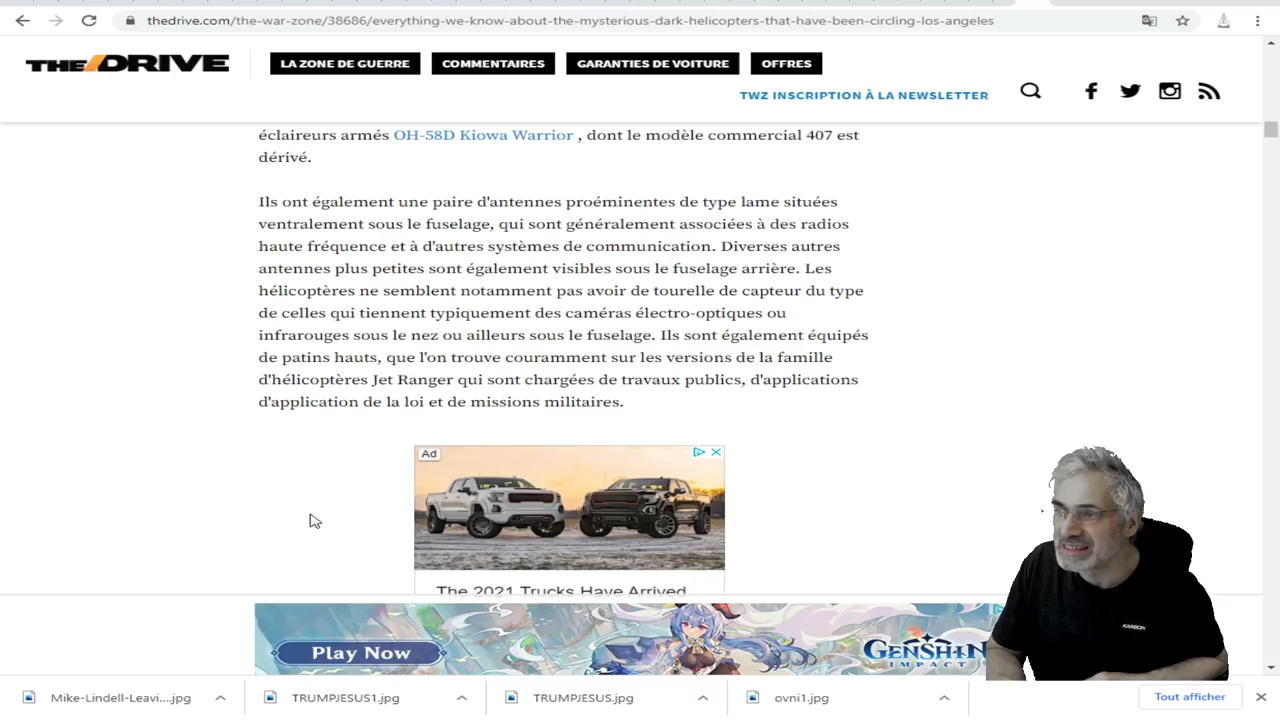 thedrive.com/the-war-zone/38686/everything-we-know-about-the-mysterious-dark-helicopters-that-have-been-circling-los-angeles
THE DRIVE
LA ZONE DE GUERRE COMMENTAIRES GARANTIES DE VOITURE OFFRES
TWZ INSCRIPTION À LA NEWSLETTER
éclaireurs armés OH-58D Kiowa Warrior , dont le modèle commercial 407 est
dérivé.
Ils ont également une paire d'antennes proéminentes de type lame situées
ventralement sous le fuselage, qui sont généralement associées à des radios
haute fréquence et à d'autres systèmes de communication. Diverses autres
antennes plus petites sont également visibles sous le fuselage arrière. Les
hélicoptères ne semblent notamment pas avoir de tourelle de capteur du type
de celles qui tiennent typiquement des caméras électro-optiques ou
infrarouges sous le nez ou ailleurs sous le fuselage. Ils sont également équipés
de patins hauts, que l'on trouve couramment sur les versions de la famille
d'hélicoptères Jet Ranger qui sont chargées de travaux publics, d'applications
d'application de la loi et de missions militaires.
Ad
The 2021 Trucks Have Arrived
Play Now
GENSHIN
IMPACT
KARBON
Mike-Lindell-Leavi....jpg TRUMPJESUS1.jpg TRUMPJESUS.jpg ovni1.jpg Tout afficher